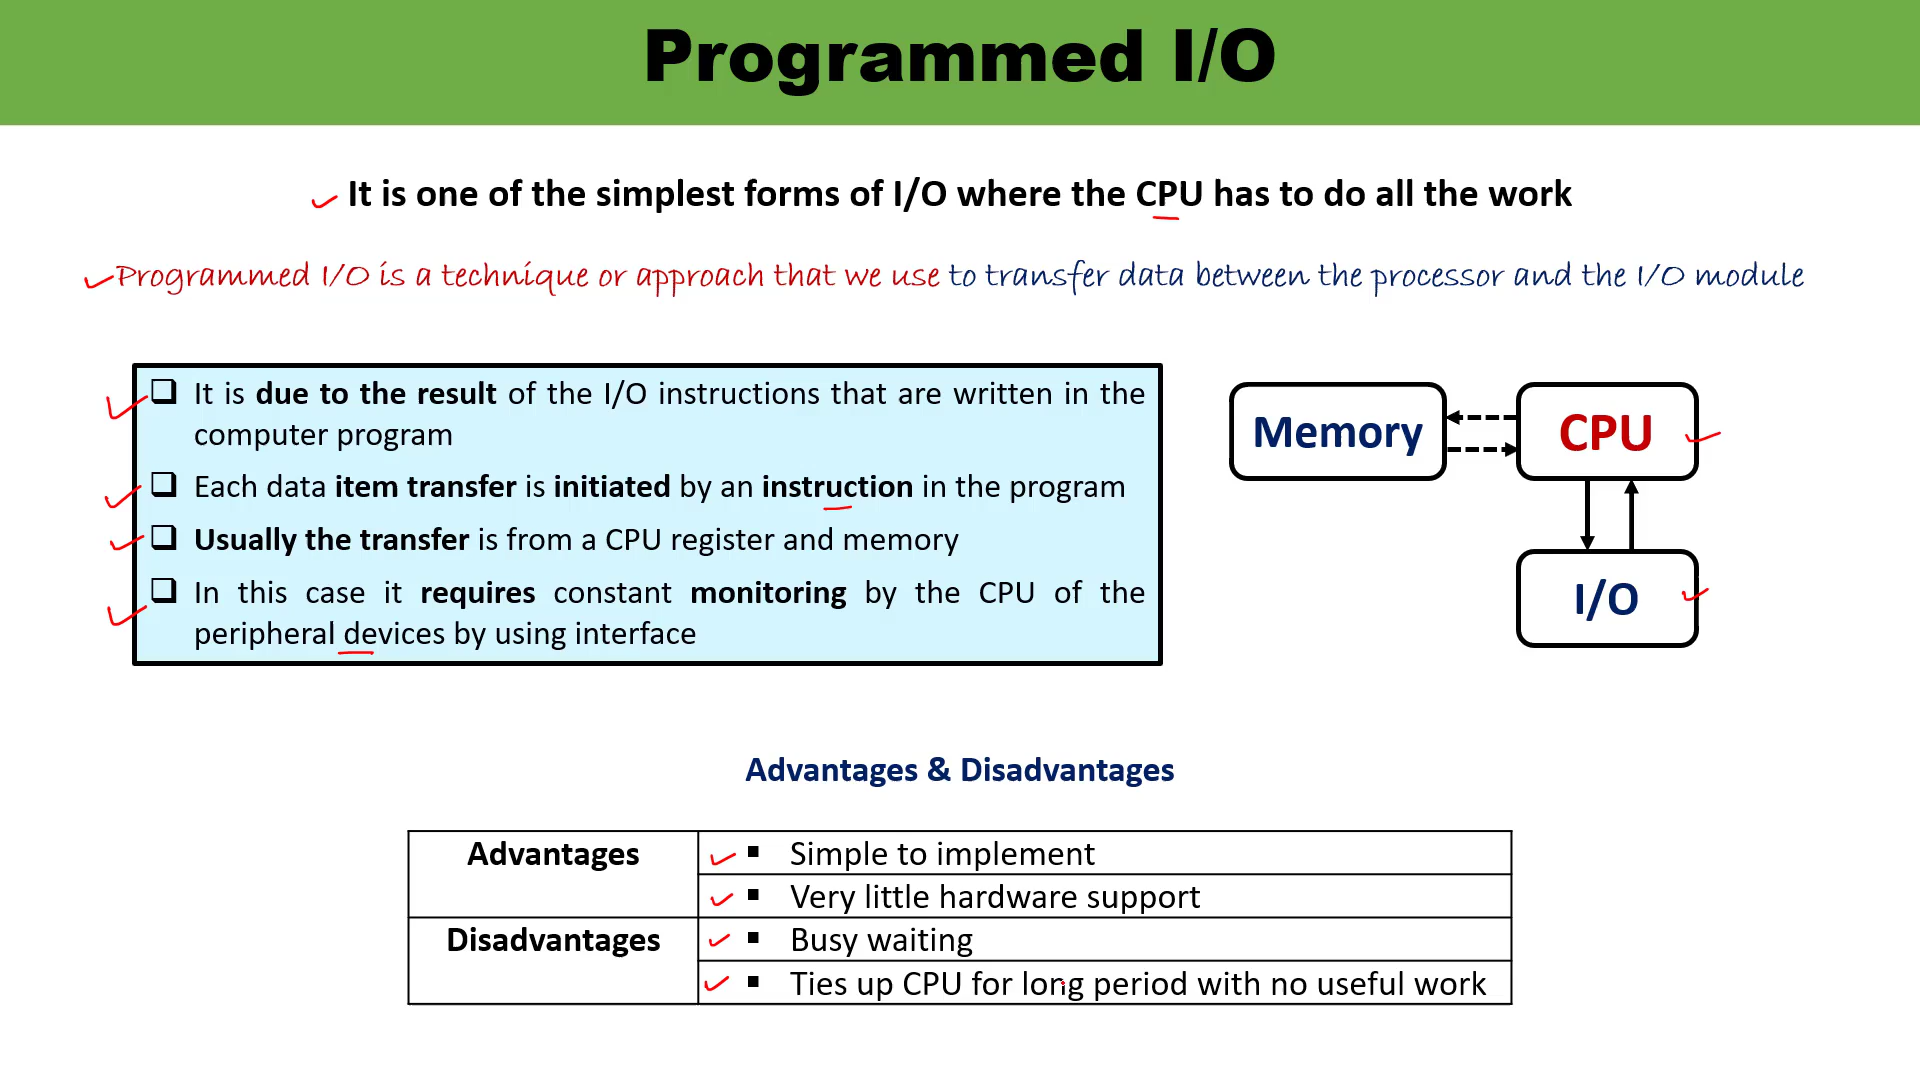 Programmed I/O
It is one of the simplest forms of I/O where the CPU has to do all the work
Programmed I/O is a technique or approach that we use to transfer data between the processor and the I/O module
It is due to the result of the I/O instructions that are written in the
computer program
Each data item transfer is initiated by an instruction in the program
Usually the transfer is from a CPU register and memory
In this case it requires constant monitoring by the CPU of the
peripheral devices by using interface
Memory
CPU
I/O
Advantages & Disadvantages
Advantages
Simple to implement
Very little hardware support
Disadvantages
Busy waiting
Ties up CPU for long period with no useful work